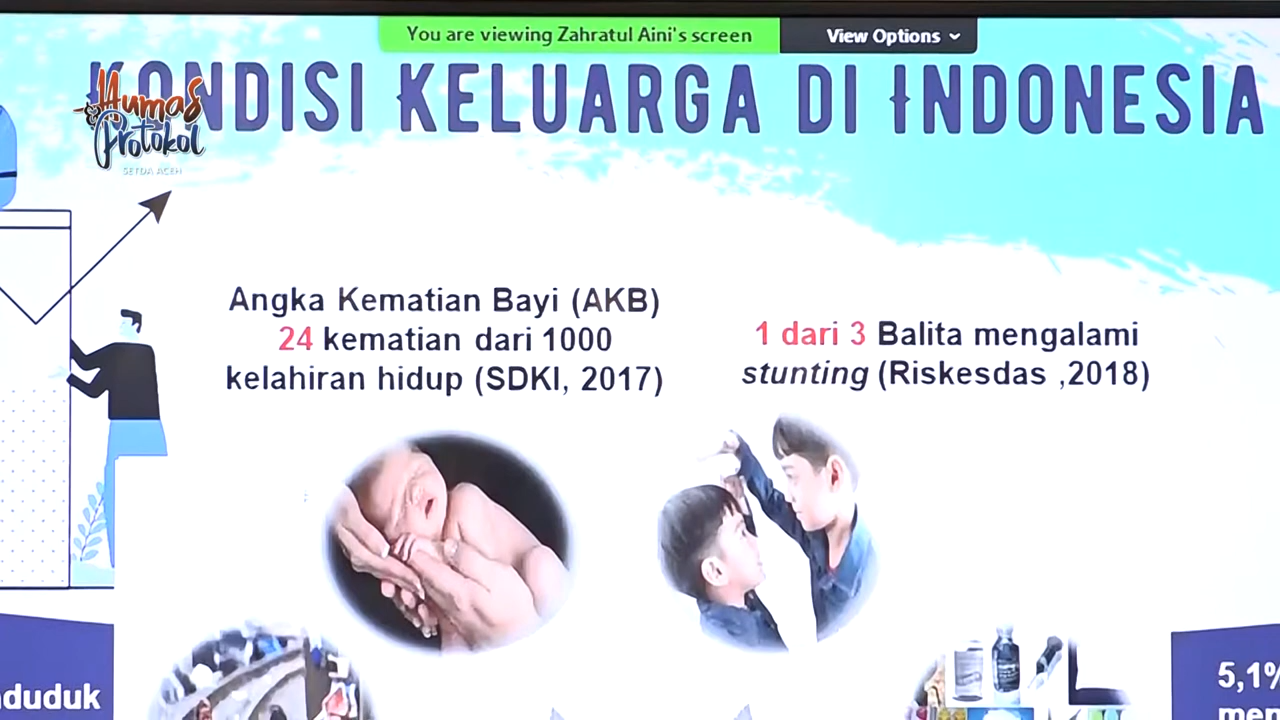 You are viewing Zahratul Aini's screen
View Options
KONDISI KELUARGA DI INDONESIA
Humas
Protokol
SETDA ACEH
Angka Kematian Bayi (AKB)
24 kematian dari 1000
kelahiran hidup (SDKI, 2017)
1 dari 3 Balita mengalami
stunting (Riskesdas ,2018)
5,1%